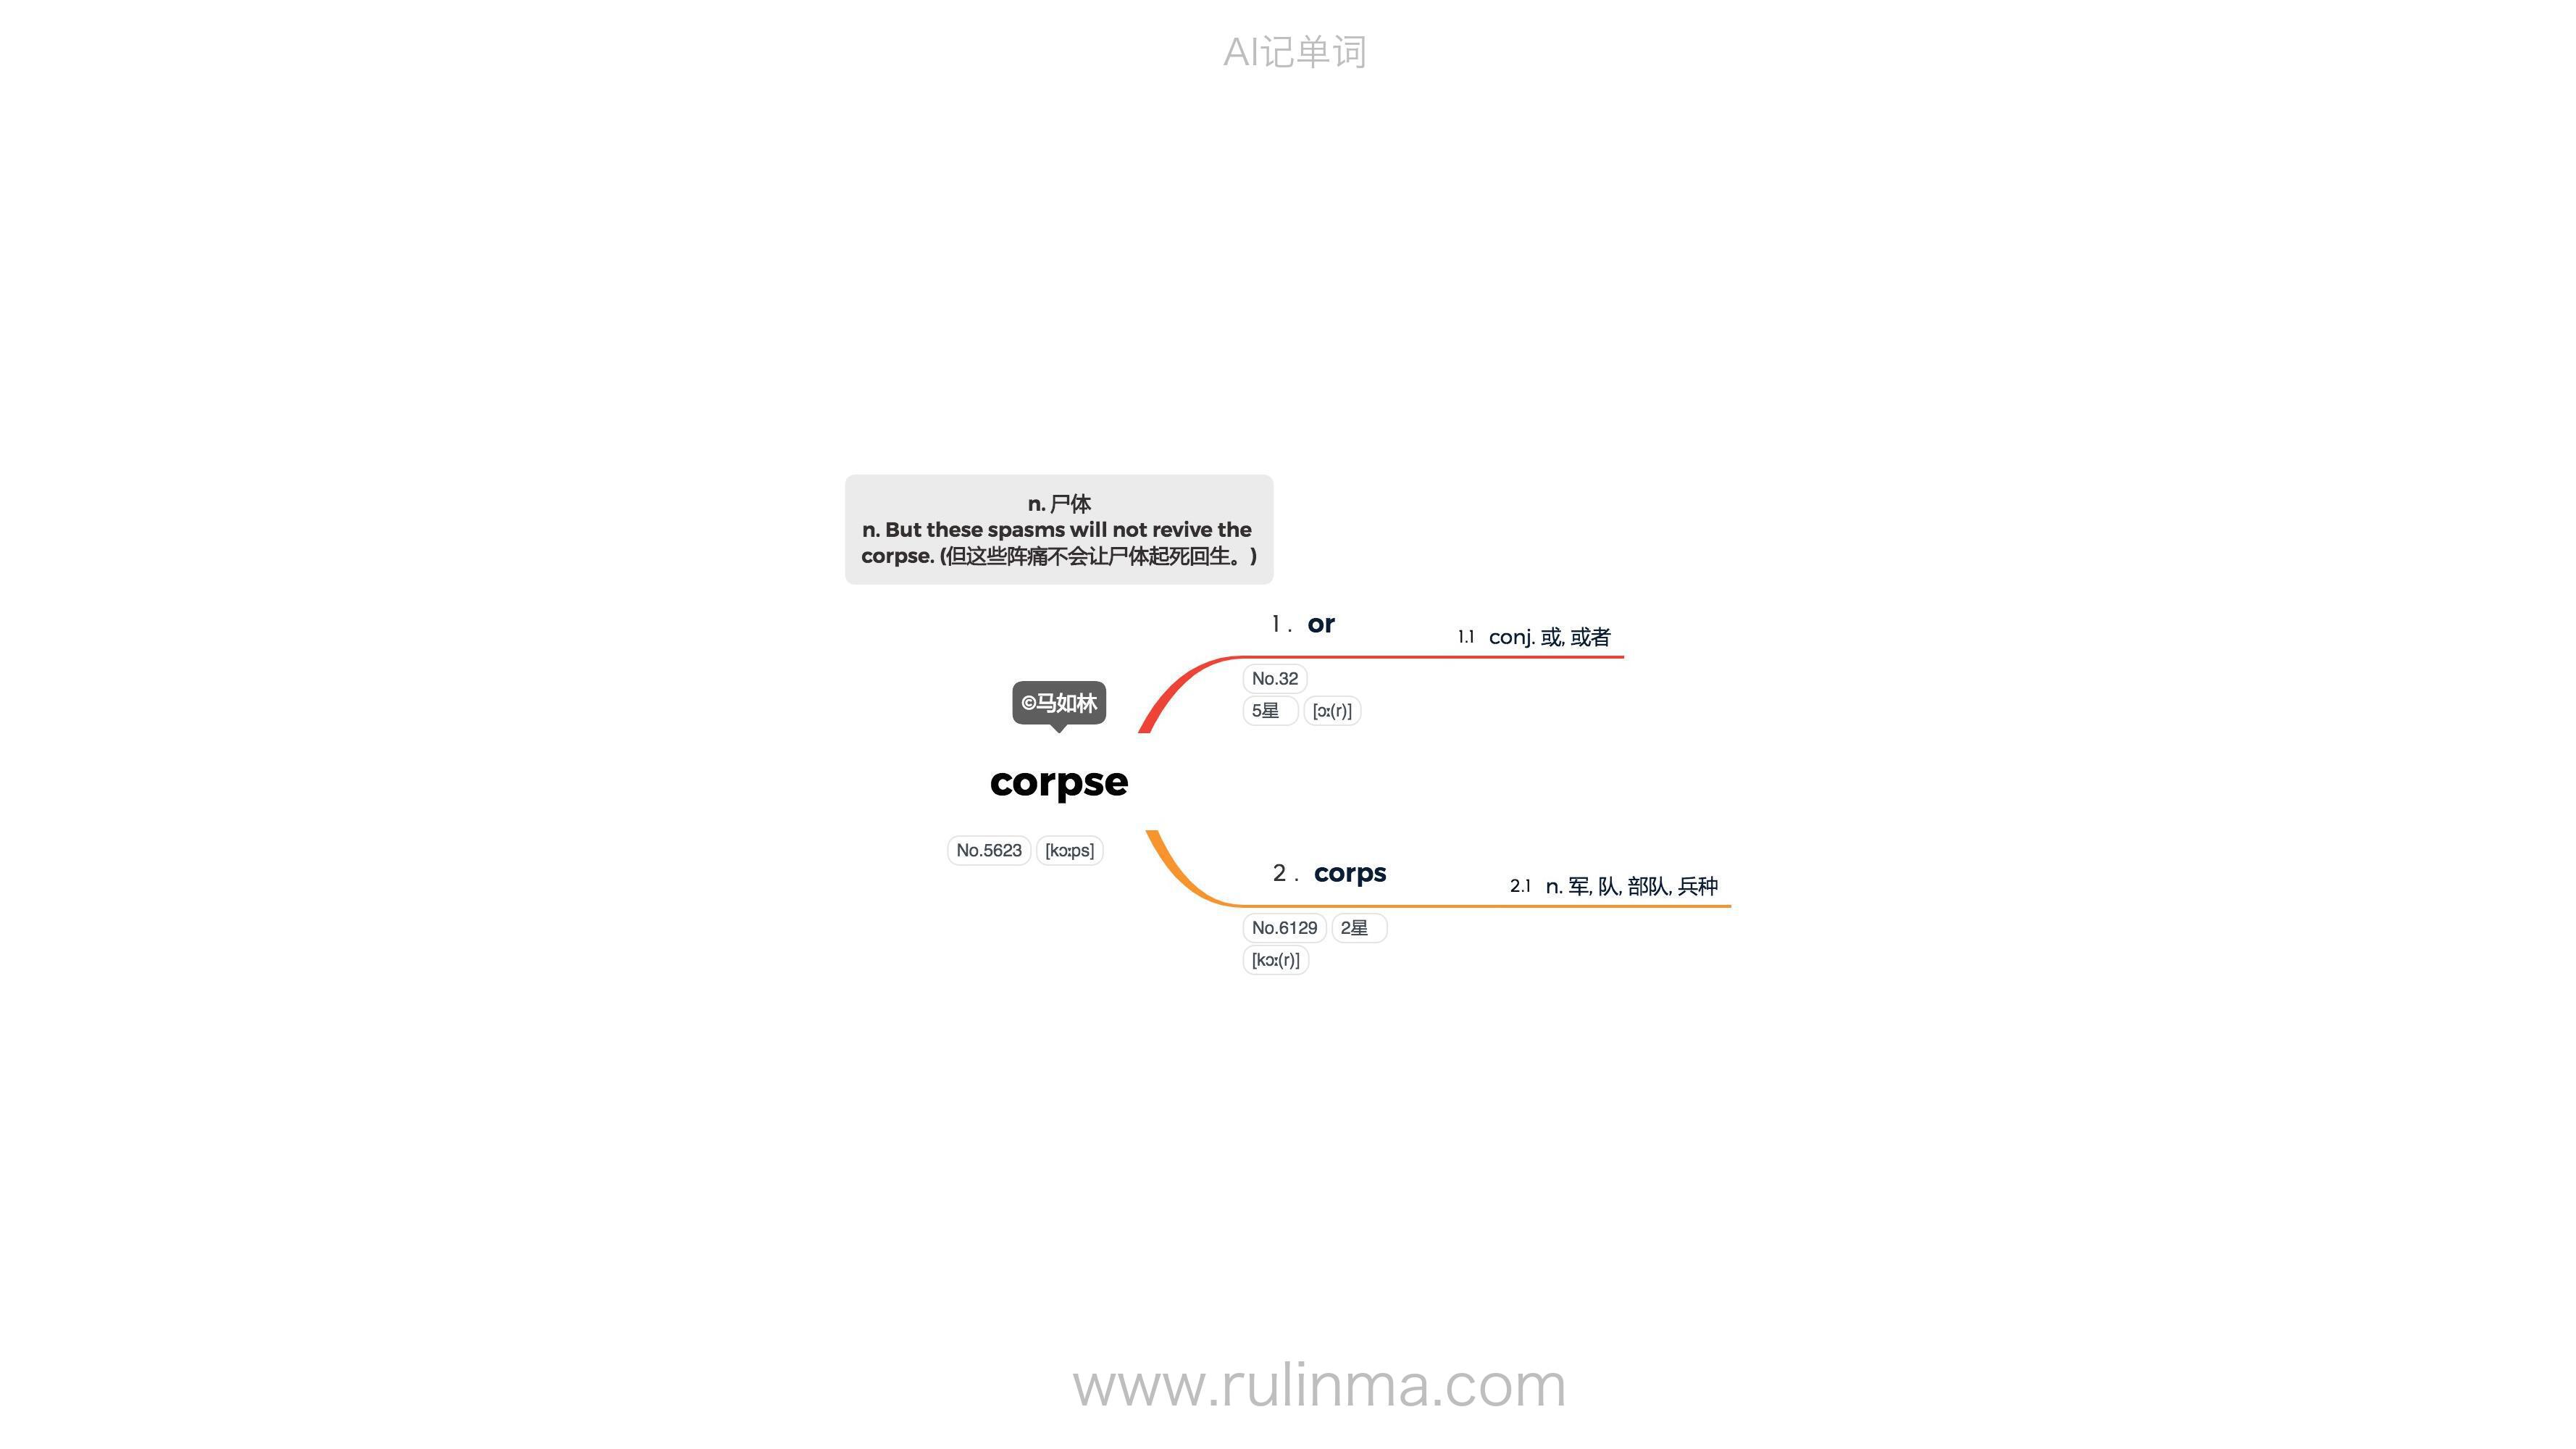 AI记单词
n. 尸体
n. But these spasms will not revive the
corpse. (但这些阵痛不会让尸体起死回生。)
1 . or
1.1 conj. 或, 或者
No.32
5星 [ɔː(r)]
©马如林
corpse
No.5623 [kɔːps]
2 . corps
2.1 n. 军, 队, 部队, 兵种
No.6129 2星
[kɔː(r)]
www.rulinma.com